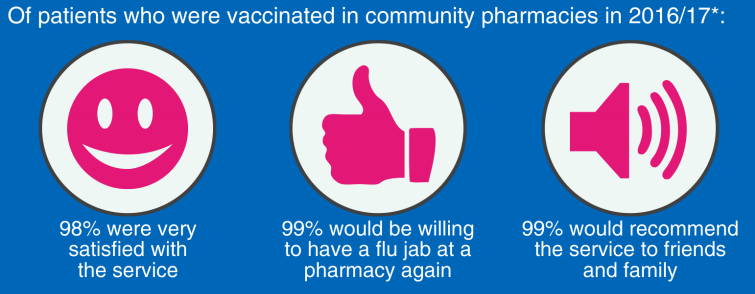 Of patients who were vaccinated in community pharmacies in 2016/17*:
98% were very
satisfied with
the service
99% would be willing
to have a flu jab at a
pharmacy again
99% would recommend
the service to friends
and family